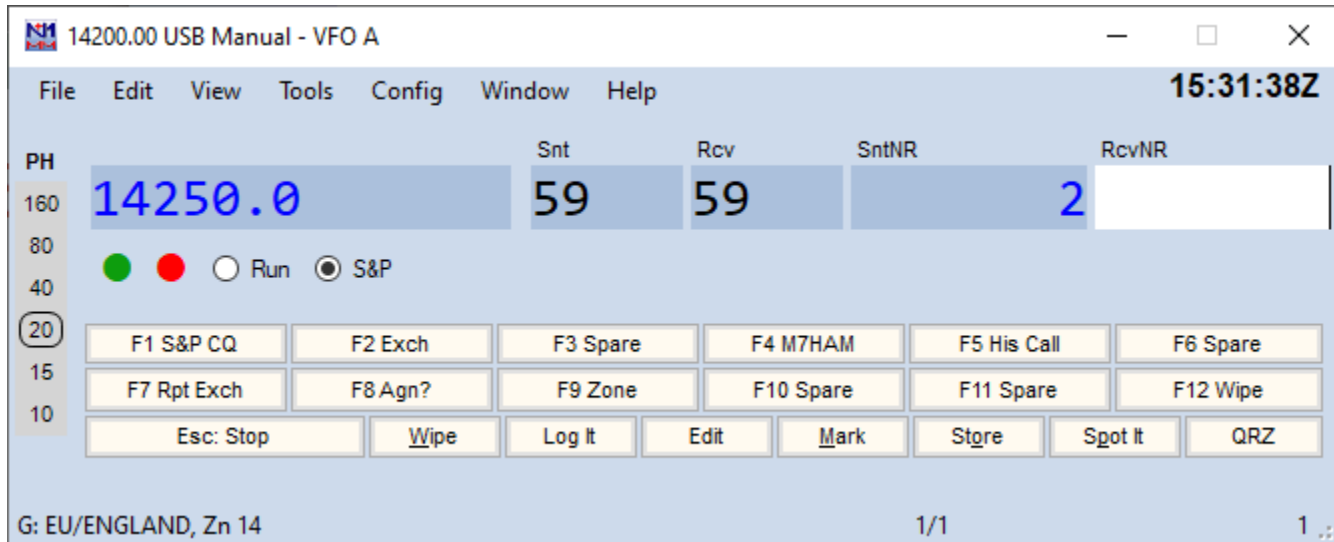 14200.00 USB Manual - VFO A
File Edit View Tools Config Window Help 15:31:38Z
PH Snt Rcv SntNR RcvNR
160 14250.0 59 59 2
80
Run S&P
40
20
F1 S&P CQ F2 Exch F3 Spare F4 M7HAM F5 His Call F6 Spare
15
F7 Rpt Exch F8 Agn? F9 Zone F10 Spare F11 Spare F12 Wipe
10
Esc: Stop Wipe Log It Edit Mark Store Spot It QRZ
G: EU/ENGLAND, Zn 14 1/1 1